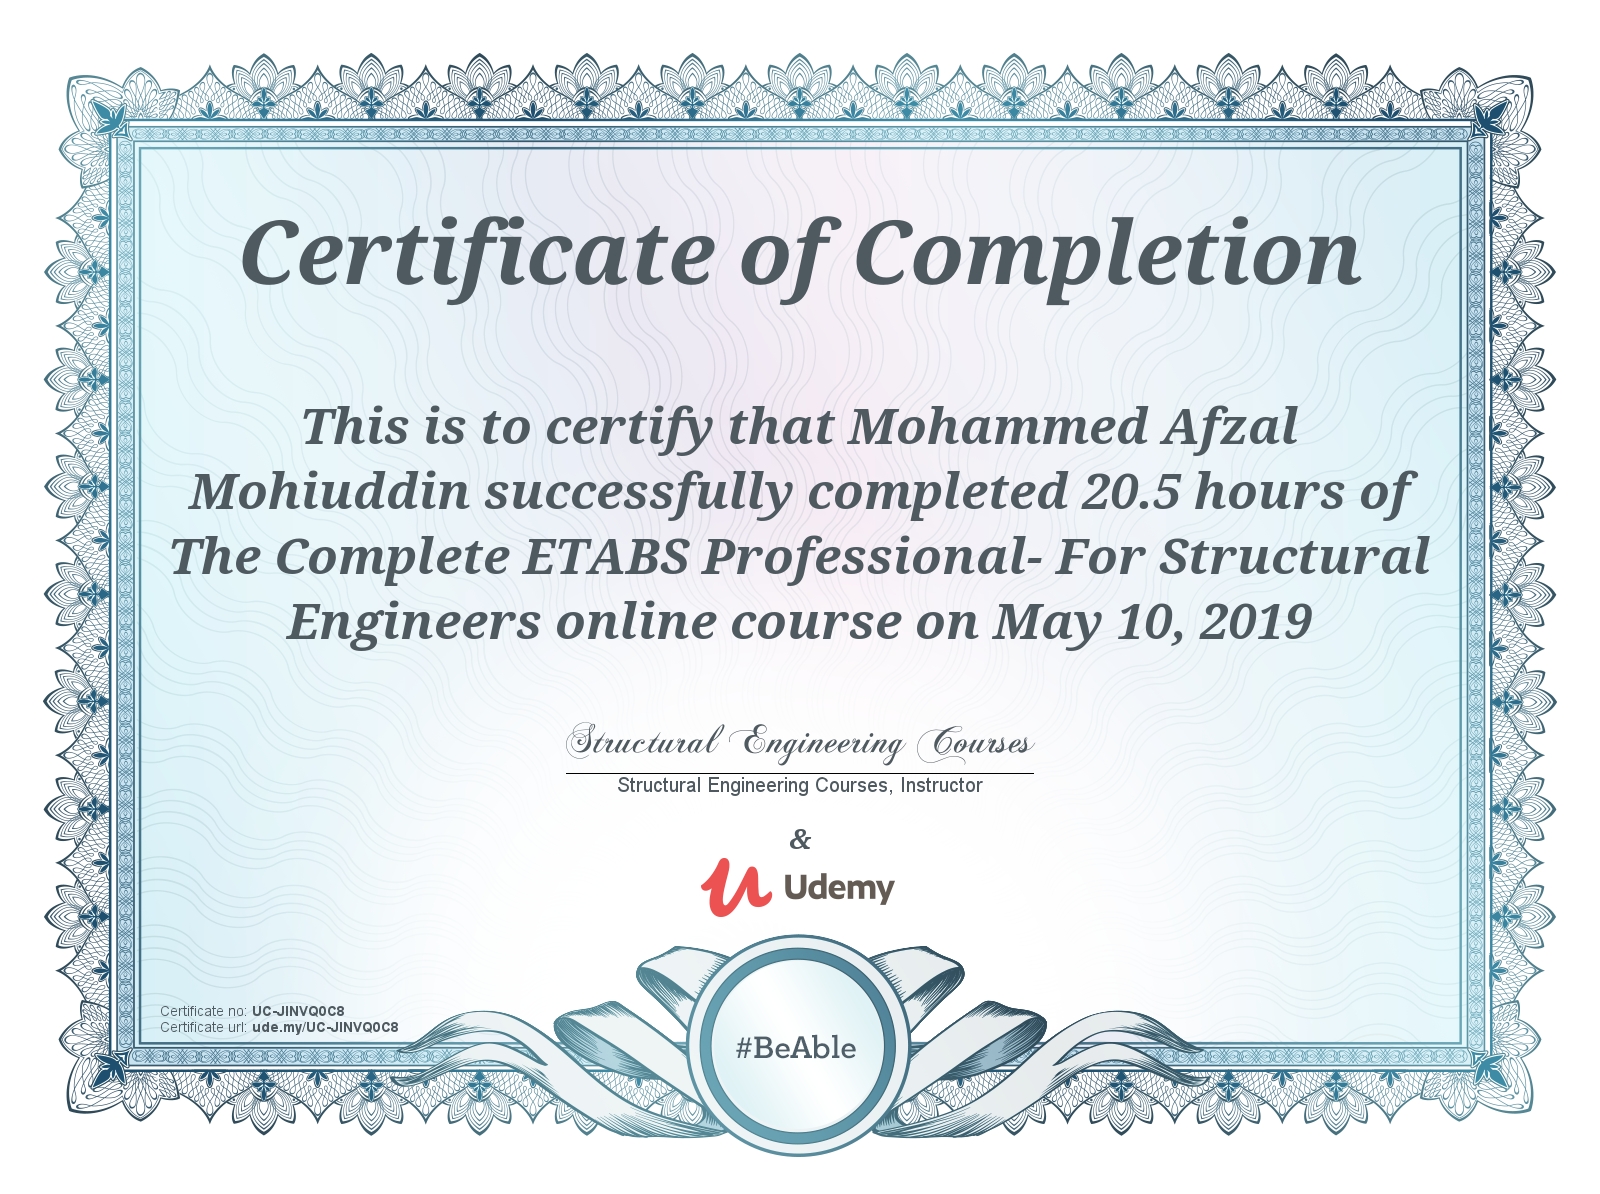 Certificate of Completion
This is to certify that Mohammed Afzal
Mohiuddin successfully completed 20.5 hours of
The Complete ETABS Professional- For Structural
Engineers online course on May 10, 2019
Structural Engineering Courses
Structural Engineering Courses, Instructor
&
Udemy
Certificate no: UC-JINVQ0C8
Certificate url: ude.my/UC-JINVQ0C8
#BeAble